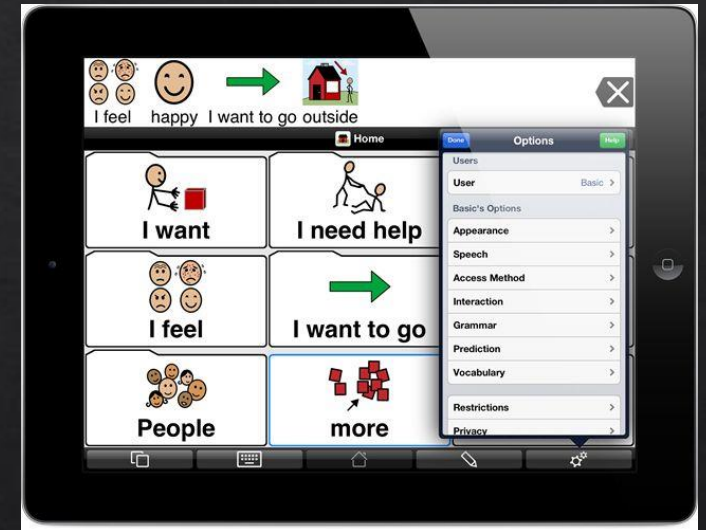 I feel happy I want to go outside
Home
I want
I need help
I feel
I want to go
People
more
Done Options Help
Users
User Basic
Basic's Options
Appearance
Speech
Access Method
Interaction
Grammar
Prediction
Vocabulary
Restrictions
Privacy